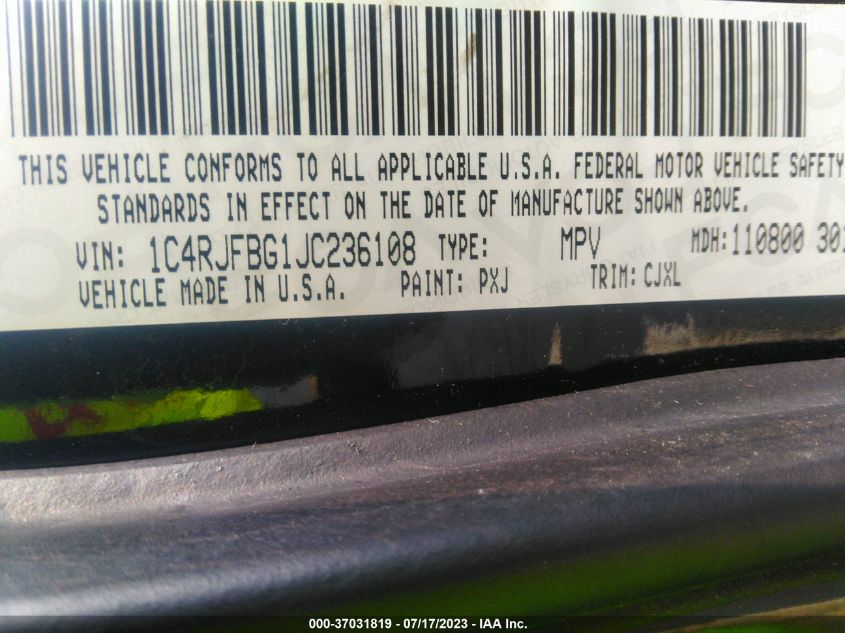 THIS VEHICLE CONFORMS TO ALL APPLICABLE U.S.A. FEDERAL MOTOR VEHICLE SAFETY
STANDARDS IN EFFECT ON THE DATE OF MANUFACTURE SHOWN ABOVE.
VIN: 1C4RJFBG1JC236108 TYPE: MPV MDH:110800 301
VEHICLE MADE IN U.S.A. PAINT: PXJ TRIM: CJXL
000-37031819 - 07/17/2023 - IAA Inc.